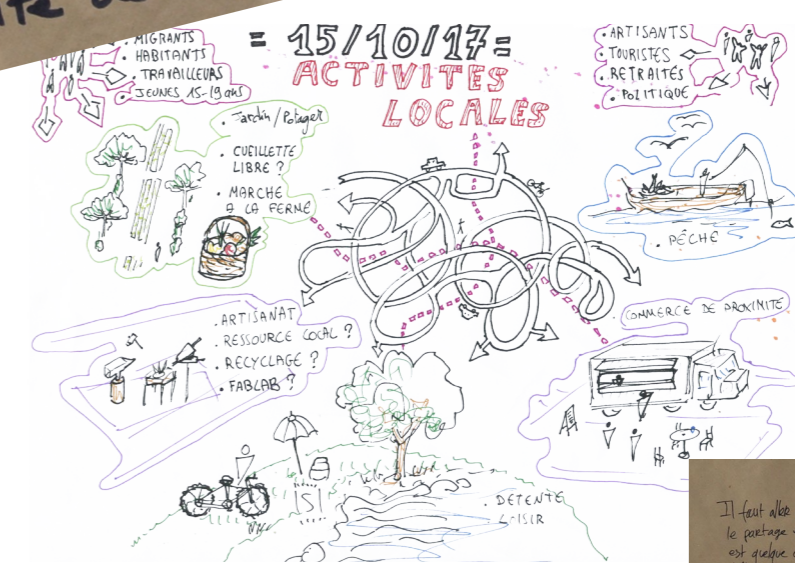 = 15/10/17 =
ACTIVITES
LOCALES
. MIGRANTS
. HABITANTS
. TRAVAILLEURS
. JEUNES 15-19 ans
. ARTISANTS
. TOURISTES
. RETRAITÉS
. POLITIQUE
. Jardin / Potager
. CUEILLETTE
LIBRE ?
. MARCHE
A LA FERME
. PÊCHE
. ARTISANAT
. RESSOURCE LOCAL ?
. RECYCLAGE ?
. FABLAB ?
COMMERCE DE PROXIMITE
. DETENTE
LOISIR
Il faut aller
le partage
est quelque